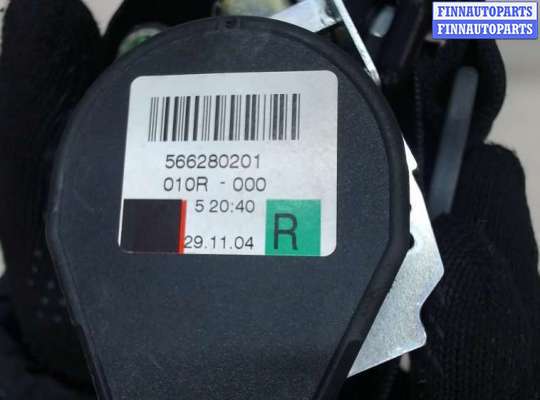 FINNAUTOPARTS
FINNAUTOPARTS
566280201
010R - 000
5 20:40
29.11.04 R